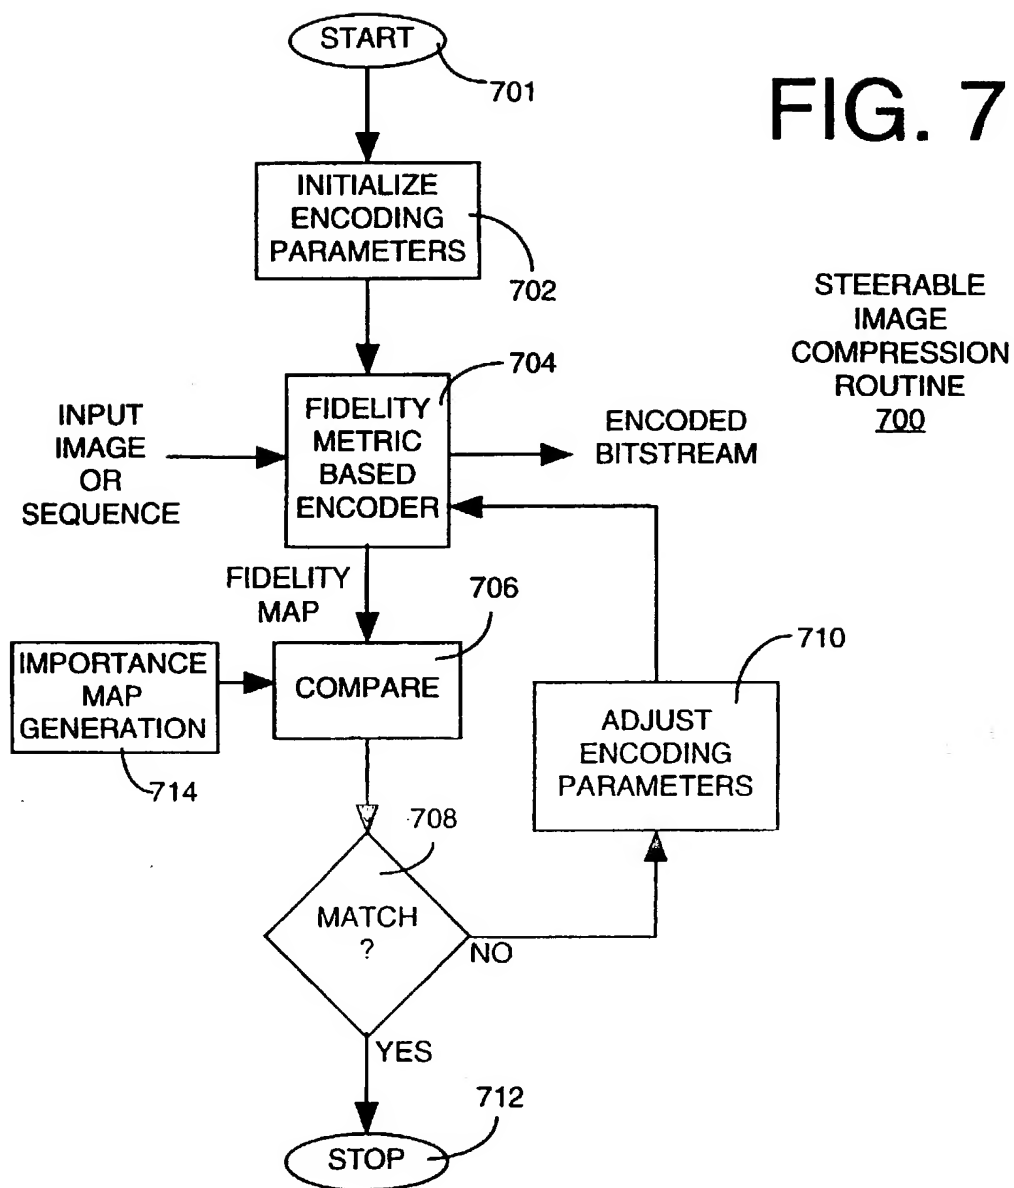 START
701
FIG. 7
INITIALIZE
ENCODING
PARAMETERS
702
STEERABLE
IMAGE
COMPRESSION
ROUTINE
700
704
INPUT
IMAGE
OR
SEQUENCE
FIDELITY
METRIC
BASED
ENCODER
ENCODED
BITSTREAM
FIDELITY
MAP
706
IMPORTANCE
MAP
GENERATION
714
COMPARE
710
ADJUST
ENCODING
PARAMETERS
708
MATCH
?
NO
YES
712
STOP